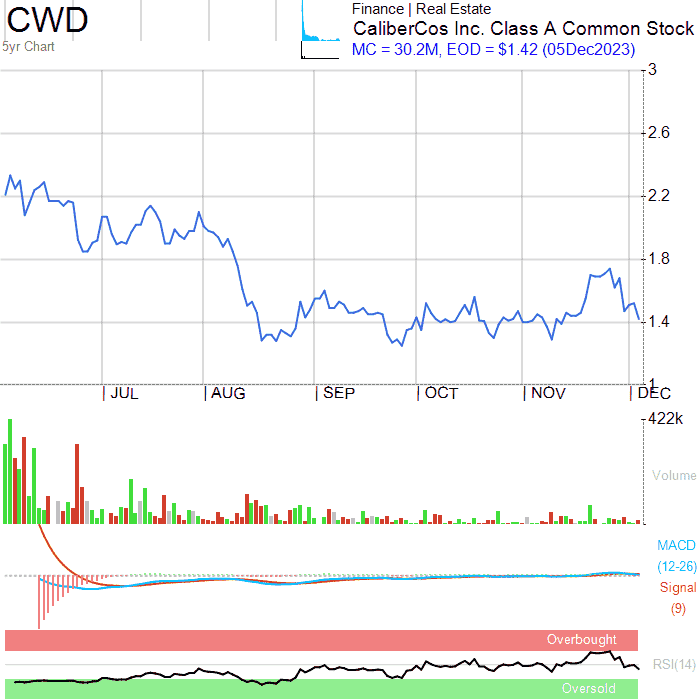 CWD
5yr Chart
Finance | Real Estate
CaliberCos Inc. Class A Common Stock
MC = 30.2M, EOD = $1.42 (05Dec2023)
3
2.6
2.2
1.8
1.4
1
JUL AUG SEP OCT NOV DEC
422k
Volume
MACD
(12-26)
Signal
(9)
Overbought
RSI(14)
Oversold